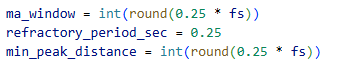 ma_window = int(round(0.25 * fs))
refractory_period_sec = 0.25
min_peak_distance = int(round(0.25 * fs))